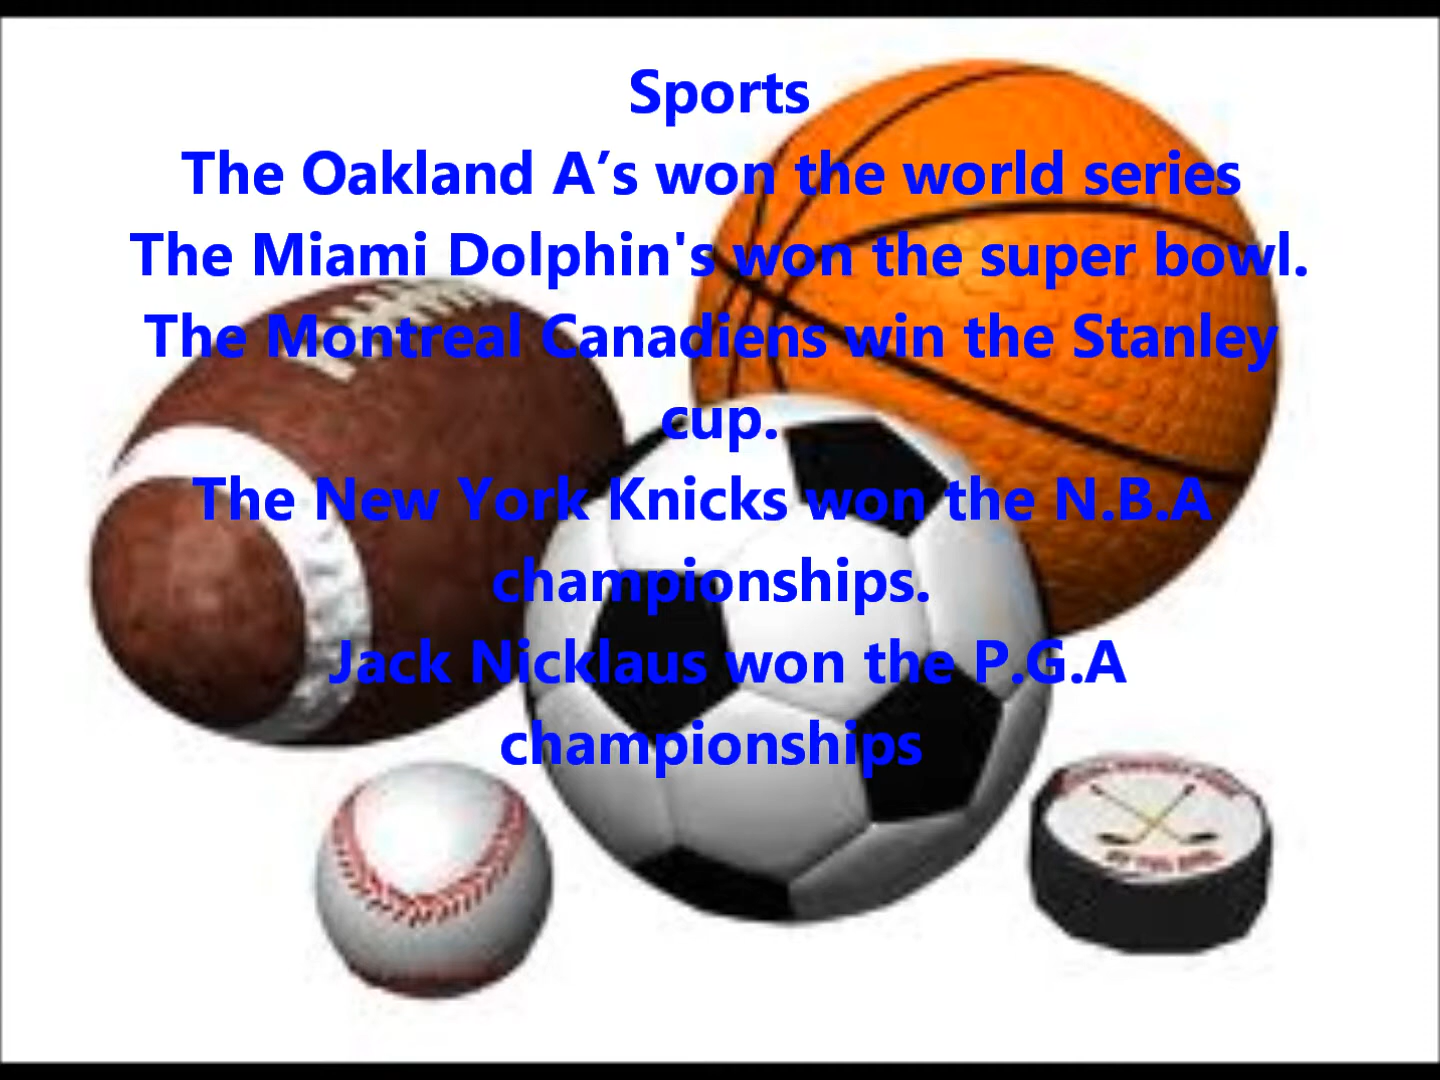 Sports
The Oakland A’s won the world series
The Miami Dolphin's won the super bowl.
The Montreal Canadiens win the Stanley
cup.
The New York Knicks won the N.B.A
championships.
Jack Nicklaus won the P.G.A
championships